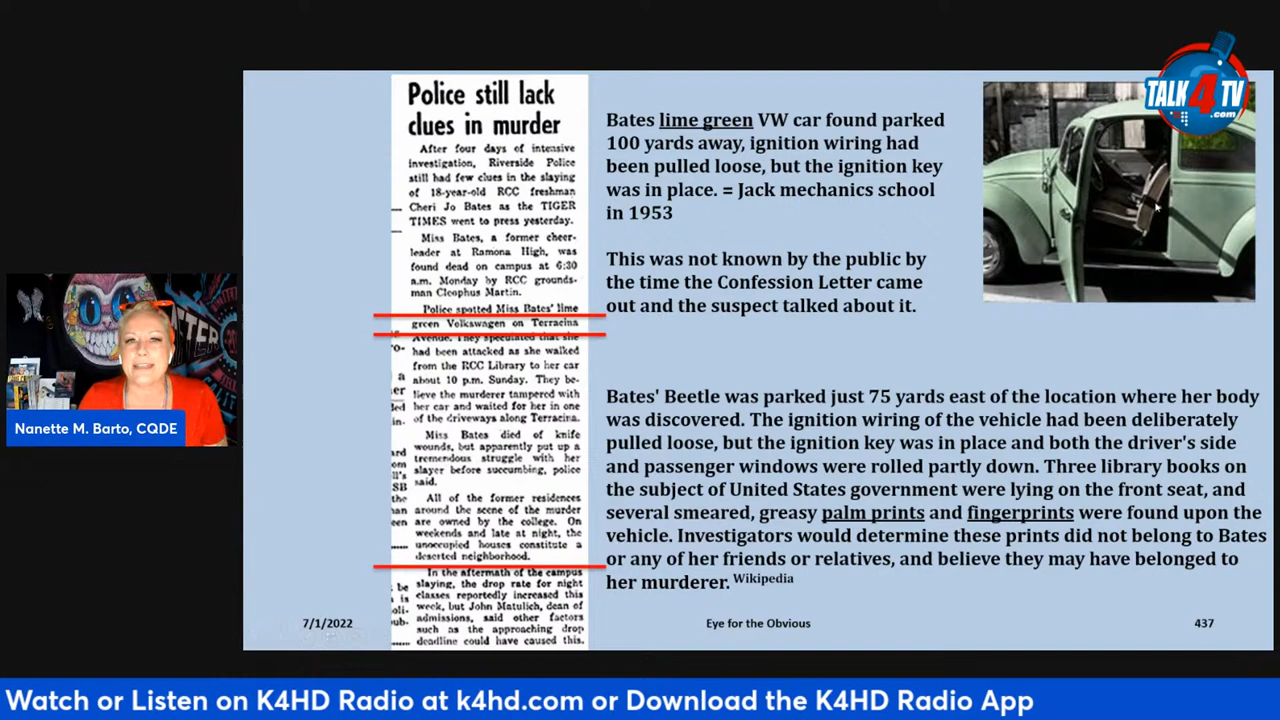 TALK 4 TV
.com
Police still lack
clues in murder
After four days of intensive
investigation, Riverside Police
still had few clues in the slaying
of 18-year-old RCC freshman
Cheri Jo Bates as the TIGER
TIMES went to press yesterday.
Miss Bates, a former cheer-
leader at Ramona High, was
found dead on campus at 6:30
a.m. Monday by RCC grounds-
man Cleophus Martin.
Police spotted Miss Bates' lime
green Volkswagen on Terracina
Avenue. They speculated that she
had been attacked as she walked
from the RCC Library to her car
about 10 p.m. Sunday. They be-
lieve the murderer tampered with
her car and waited for her in one
of the driveways along Terracina.
Miss Bates died of knife
wounds, but apparently put up a
tremendous struggle with her
slayer before succumbing, police
said.
All of the former residences
around the scene of the murder
are owned by the college. On
weekends and late at night, the
unoccupied houses constitute a
deserted neighborhood.
In the aftermath of the campus
slaying, the drop rate for night
classes reportedly increased this
week, but John Matulich, dean of
admissions, said other factors
such as the approaching drop
deadline could have caused this.
Bates lime green VW car found parked
100 yards away, ignition wiring had
been pulled loose, but the ignition key
was in place. = Jack mechanics school
in 1953
This was not known by the public by
the time the Confession Letter came
out and the suspect talked about it.
Bates' Beetle was parked just 75 yards east of the location where her body
was discovered. The ignition wiring of the vehicle had been deliberately
pulled loose, but the ignition key was in place and both the driver's side
and passenger windows were rolled partly down. Three library books on
the subject of United States government were lying on the front seat, and
several smeared, greasy palm prints and fingerprints were found upon the
vehicle. Investigators would determine these prints did not belong to Bates
or any of her friends or relatives, and believe they may have belonged to
her murderer. Wikipedia
7/1/2022
Eye for the Obvious
437
Nanette M. Barto, CQDE
Watch or Listen on K4HD Radio at k4hd.com or Download the K4HD Radio App